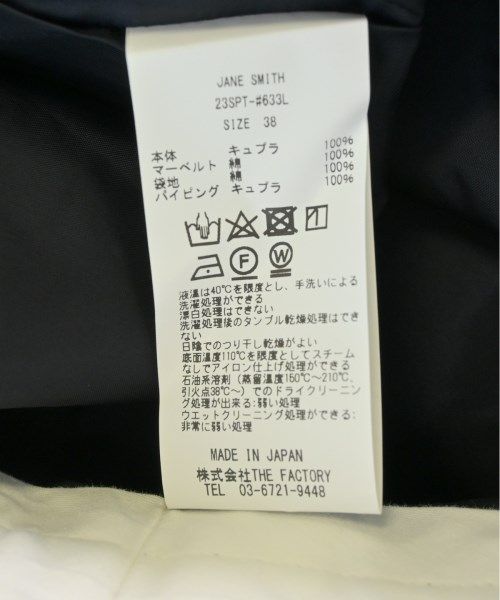 JANE SMITH
23SPT-#633L
SIZE 38
本体 キュプラ 100%
マーベルト 綿 100%
袋地 綿 100%
パイピング キュプラ 100%
F W
液温は40℃を限度とし、手洗いによる
洗濯処理ができる
漂白処理はできない
洗濯処理後のタンブル乾燥処理はでき
ない
日陰でのつり干し乾燥がよい
底面温度110℃を限度としてスチーム
なしでアイロン仕上げ処理ができる
石油系溶剤（蒸留温度150℃～210℃、
引火点38℃～）でのドライクリーニン
グ処理が出来る:弱い処理
ウエットクリーニング処理ができる:
非常に弱い処理
MADE IN JAPAN
株式会社THE FACTORY
TEL 03-6721-9448